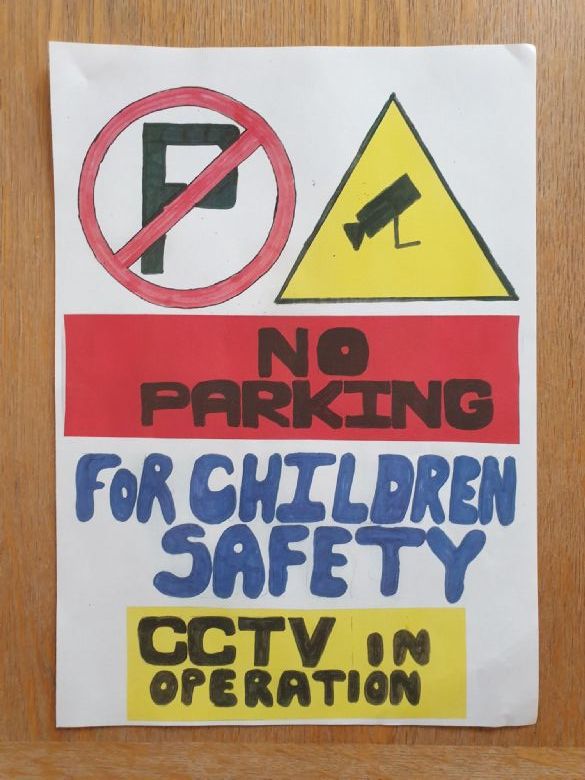 P
NO
PARKING
FOR CHILDREN
SAFETY
CCTV IN
OPERATION